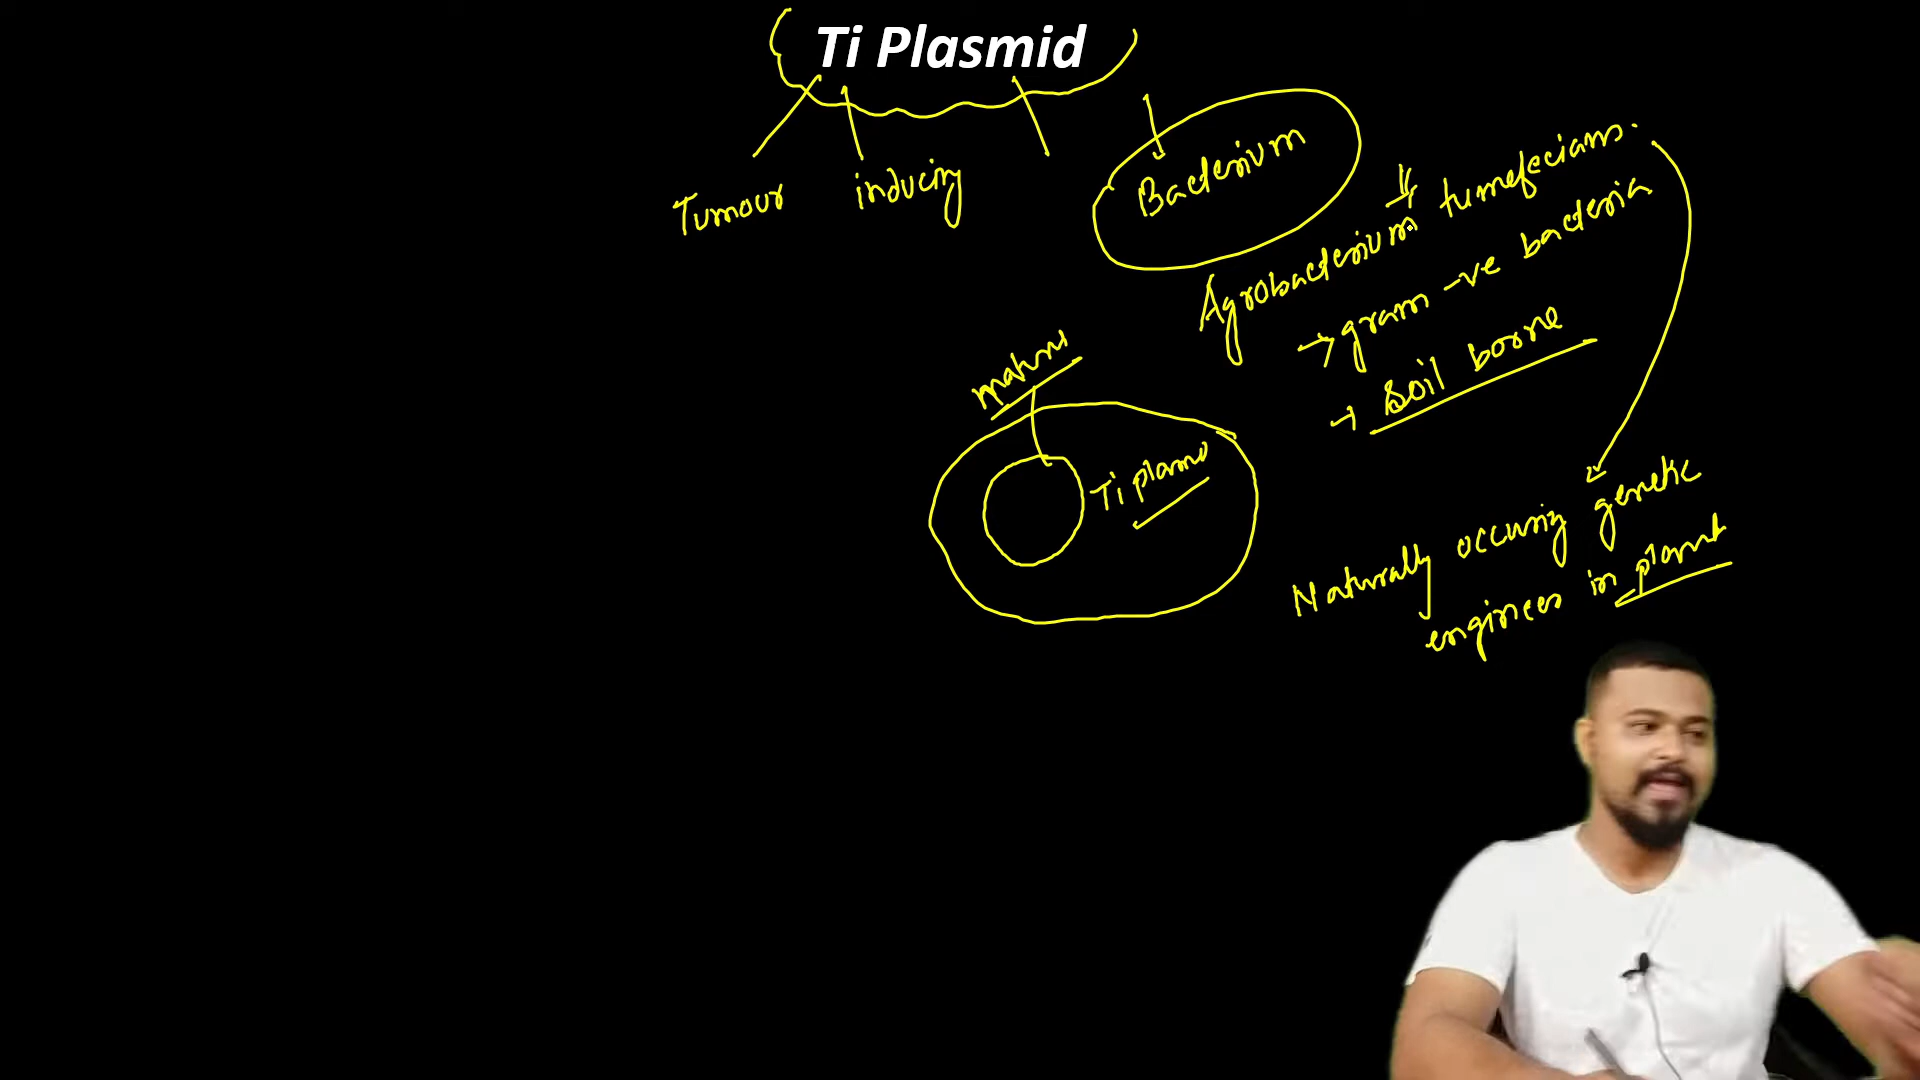 Ti Plasmid
Tumour inducing
Bacterium
Agrobacterium tumefecians.
→ gram -ve bacteria
→ Soil borne
Ti plasmid
Naturally occuring genetic
engineer in plant